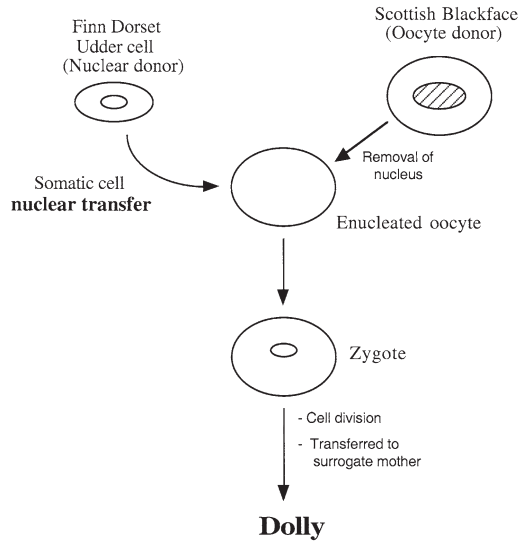 Finn Dorset
Udder cell
(Nuclear donor)
Scottish Blackface
(Oocyte donor)
Removal of
nucleus
Somatic cell
nuclear transfer
Enucleated oocyte
Zygote
- Cell division
- Transferred to
surrogate mother
Dolly